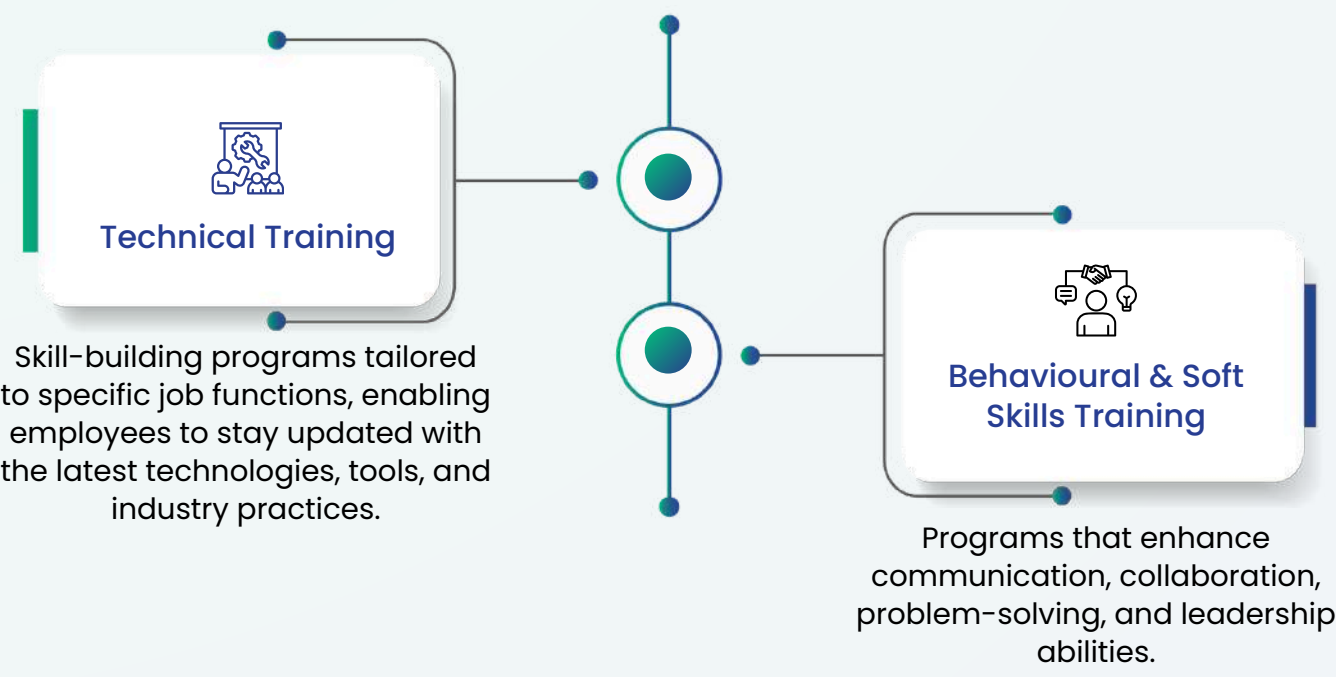 Technical Training
Skill-building programs tailored
to specific job functions, enabling
employees to stay updated with
the latest technologies, tools, and
industry practices.
Behavioural & Soft
Skills Training
Programs that enhance
communication, collaboration,
problem-solving, and leadership
abilities.